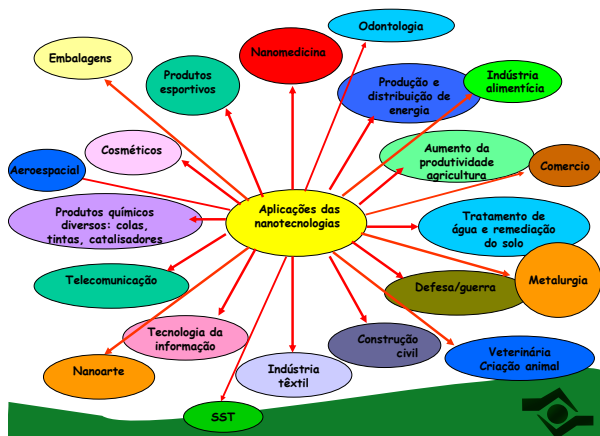 Odontologia
Nanomedicina
Embalagens
Produtos
esportivos
Produção e
distribuição de
energia
Indústria
alimentícia
Cosméticos
Aumento da
produtividade
agricultura
Comercio
Aeroespacial
Aplicações das
nanotecnologias
Produtos químicos
diversos: colas,
tintas, catalisadores
Tratamento de
água e remediação
do solo
Telecomunicação
Defesa/guerra
Metalurgia
Tecnologia da
informação
Construção
civil
Nanoarte
Indústria
têxtil
Veterinária
Criação animal
SST